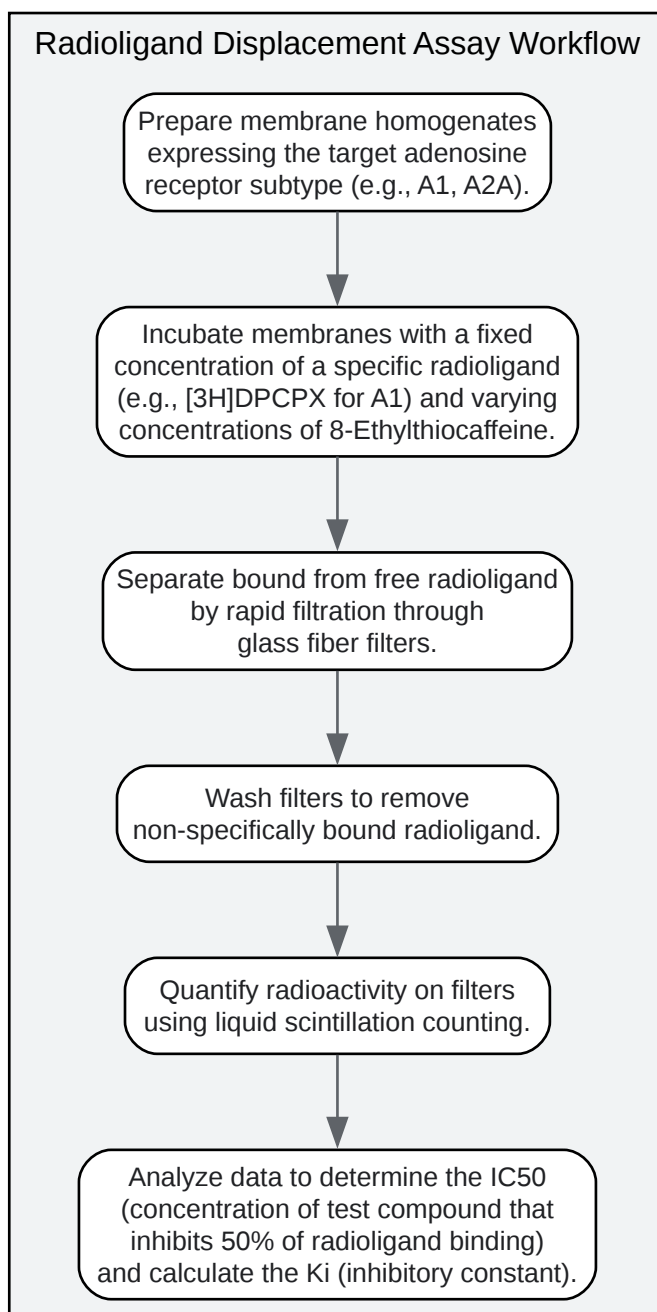 Radioligand Displacement Assay Workflow
Prepare membrane homogenates
expressing the target adenosine
receptor subtype (e.g., A1, A2A).
Incubate membranes with a fixed
concentration of a specific radioligand
(e.g., [3H]DPCPX for A1) and varying
concentrations of 8-Ethylthiocaffeine.
Separate bound from free radioligand
by rapid filtration through
glass fiber filters.
Wash filters to remove
non-specifically bound radioligand.
Quantify radioactivity on filters
using liquid scintillation counting.
Analyze data to determine the IC50
(concentration of test compound that
inhibits 50% of radioligand binding)
and calculate the Ki (inhibitory constant).